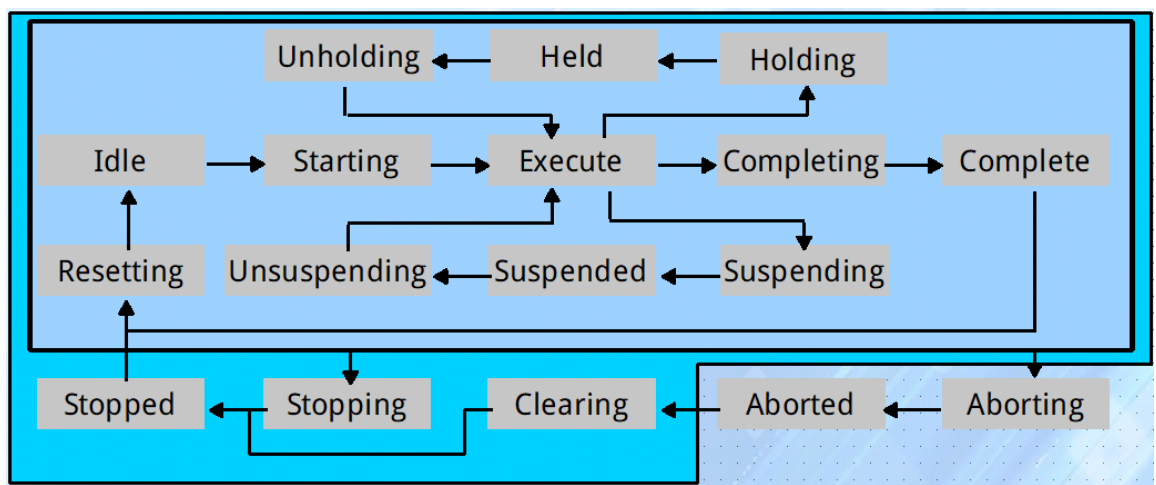 Unholding
Held
Holding
Idle
Starting
Execute
Completing
Complete
Resetting
Unsuspending
Suspended
Suspending
Stopped
Stopping
Clearing
Aborted
Aborting